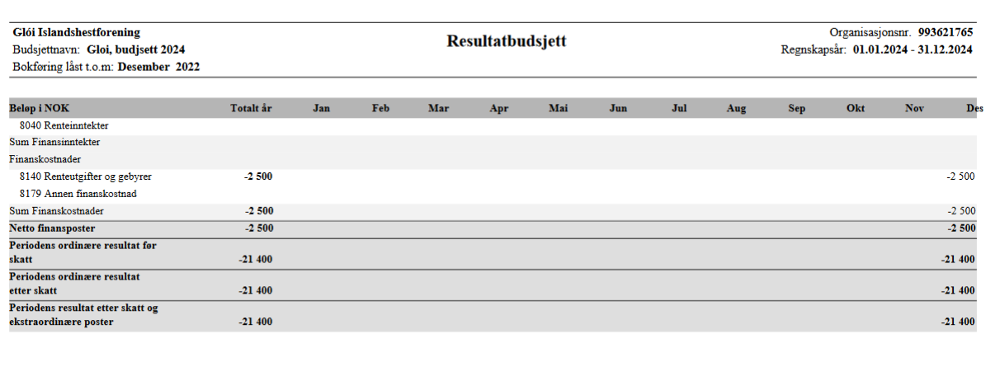 Glói Islandshestforening
Budsjettnavn: Gloi, budjsett 2024
Bokføring låst t.o.m: Desember 2022
Resultatbudsjett
Organisasjonsnr. 993621765
Regnskapsår: 01.01.2024 - 31.12.2024
Beløp i NOK Totalt år Jan Feb Mar Apr Mai Jun Jul Aug Sep Okt Nov Des
8040 Renteinntekter
Sum Finansinntekter
Finanskostnader
8140 Renteutgifter og gebyrer -2 500 -2 500
8179 Annen finanskostnad
Sum Finanskostnader -2 500 -2 500
Netto finansposter -2 500 -2 500
Periodens ordinære resultat før
skatt -21 400 -21 400
Periodens ordinære resultat
etter skatt -21 400 -21 400
Periodens resultat etter skatt og
ekstraordinære poster -21 400 -21 400